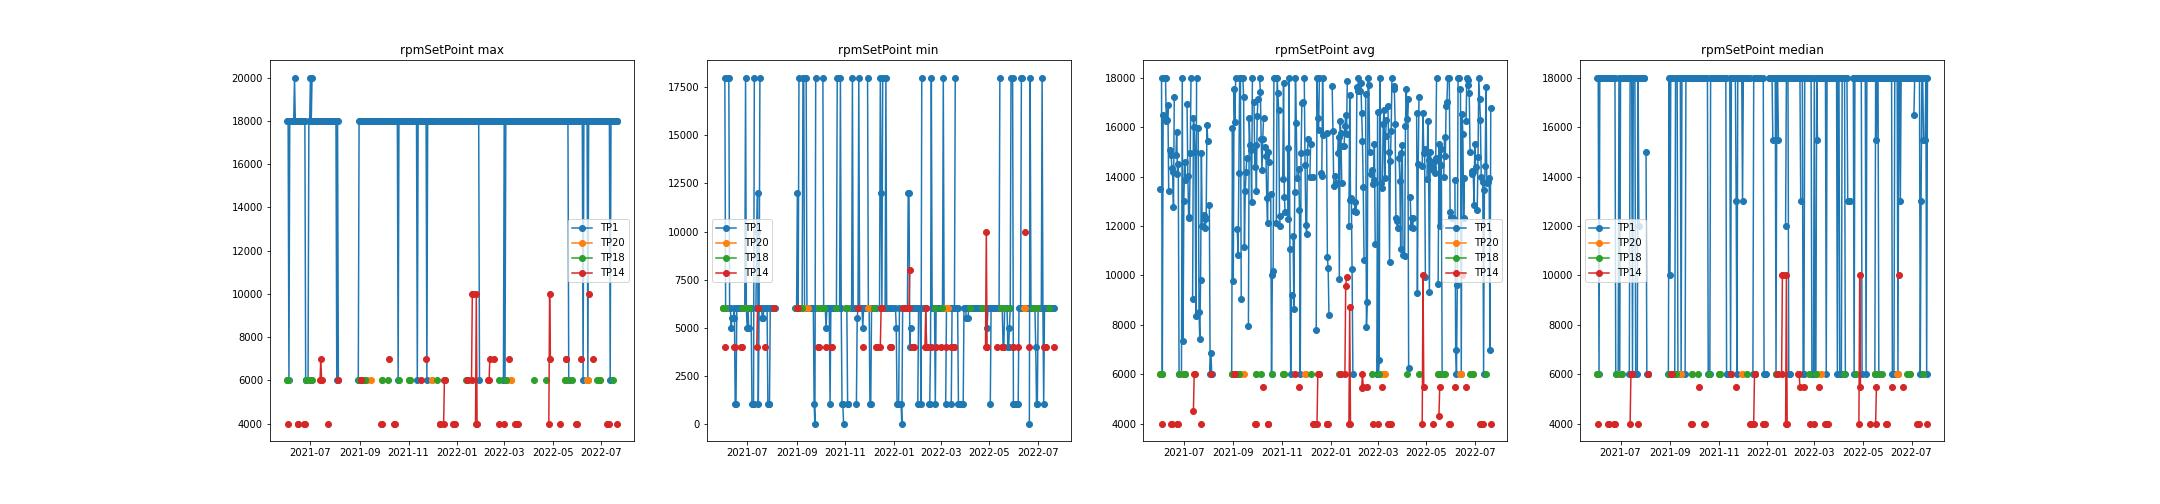 rpmSetPoint max
20000
18000
16000
14000
12000
10000
8000
6000
4000
2021-07 2021-09 2021-11 2022-01 2022-03 2022-05 2022-07
TP1
TP20
TP18
TP14
rpmSetPoint min
17500
15000
12500
10000
7500
5000
2500
0
2021-07 2021-09 2021-11 2022-01 2022-03 2022-05 2022-07
TP1
TP20
TP18
TP14
rpmSetPoint avg
18000
16000
14000
12000
10000
8000
6000
4000
2021-07 2021-09 2021-11 2022-01 2022-03 2022-05 2022-07
TP1
TP20
TP18
TP14
rpmSetPoint median
18000
16000
14000
12000
10000
8000
6000
4000
2021-07 2021-09 2021-11 2022-01 2022-03 2022-05 2022-07
TP1
TP20
TP18
TP14